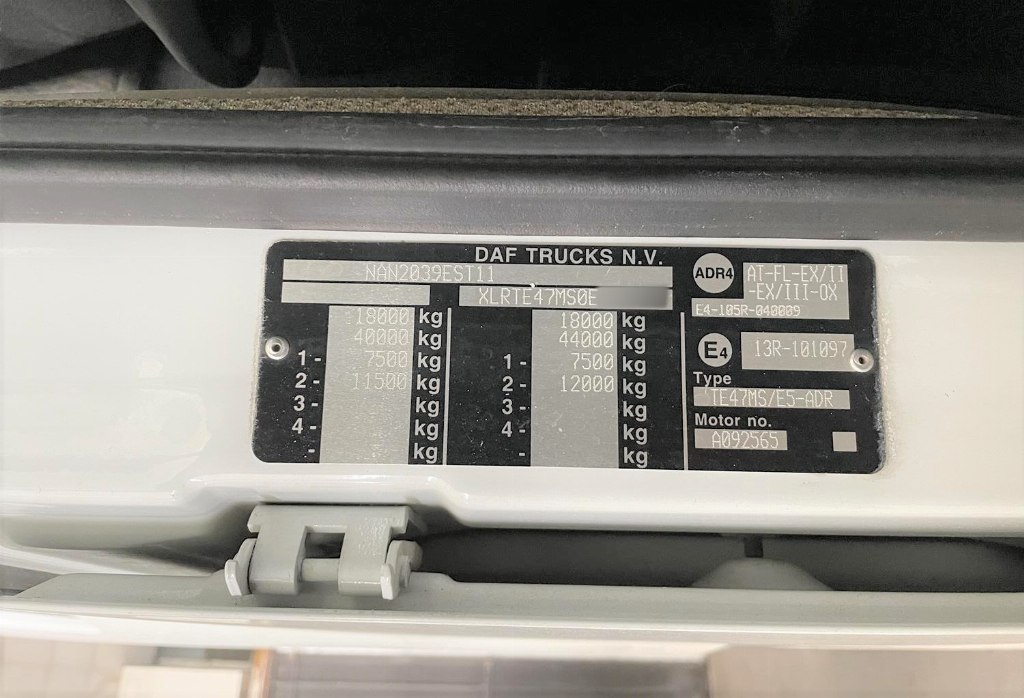 DAF TRUCKS N.V.
NAN2039EST11
XLRTE47MS0E
18000 kg
40000 kg
1- 7500 kg
2- 11500 kg
3- kg
4- kg
- kg
18000 kg
44000 kg
1- 7500 kg
2- 12000 kg
3- kg
4- kg
- kg
ADR4
AT-FL-EX/II
-EX/III-OX
E4-105R-040009
E4
13R-101097
Type
TE47MS/E5-ADR
Motor no.
A092565